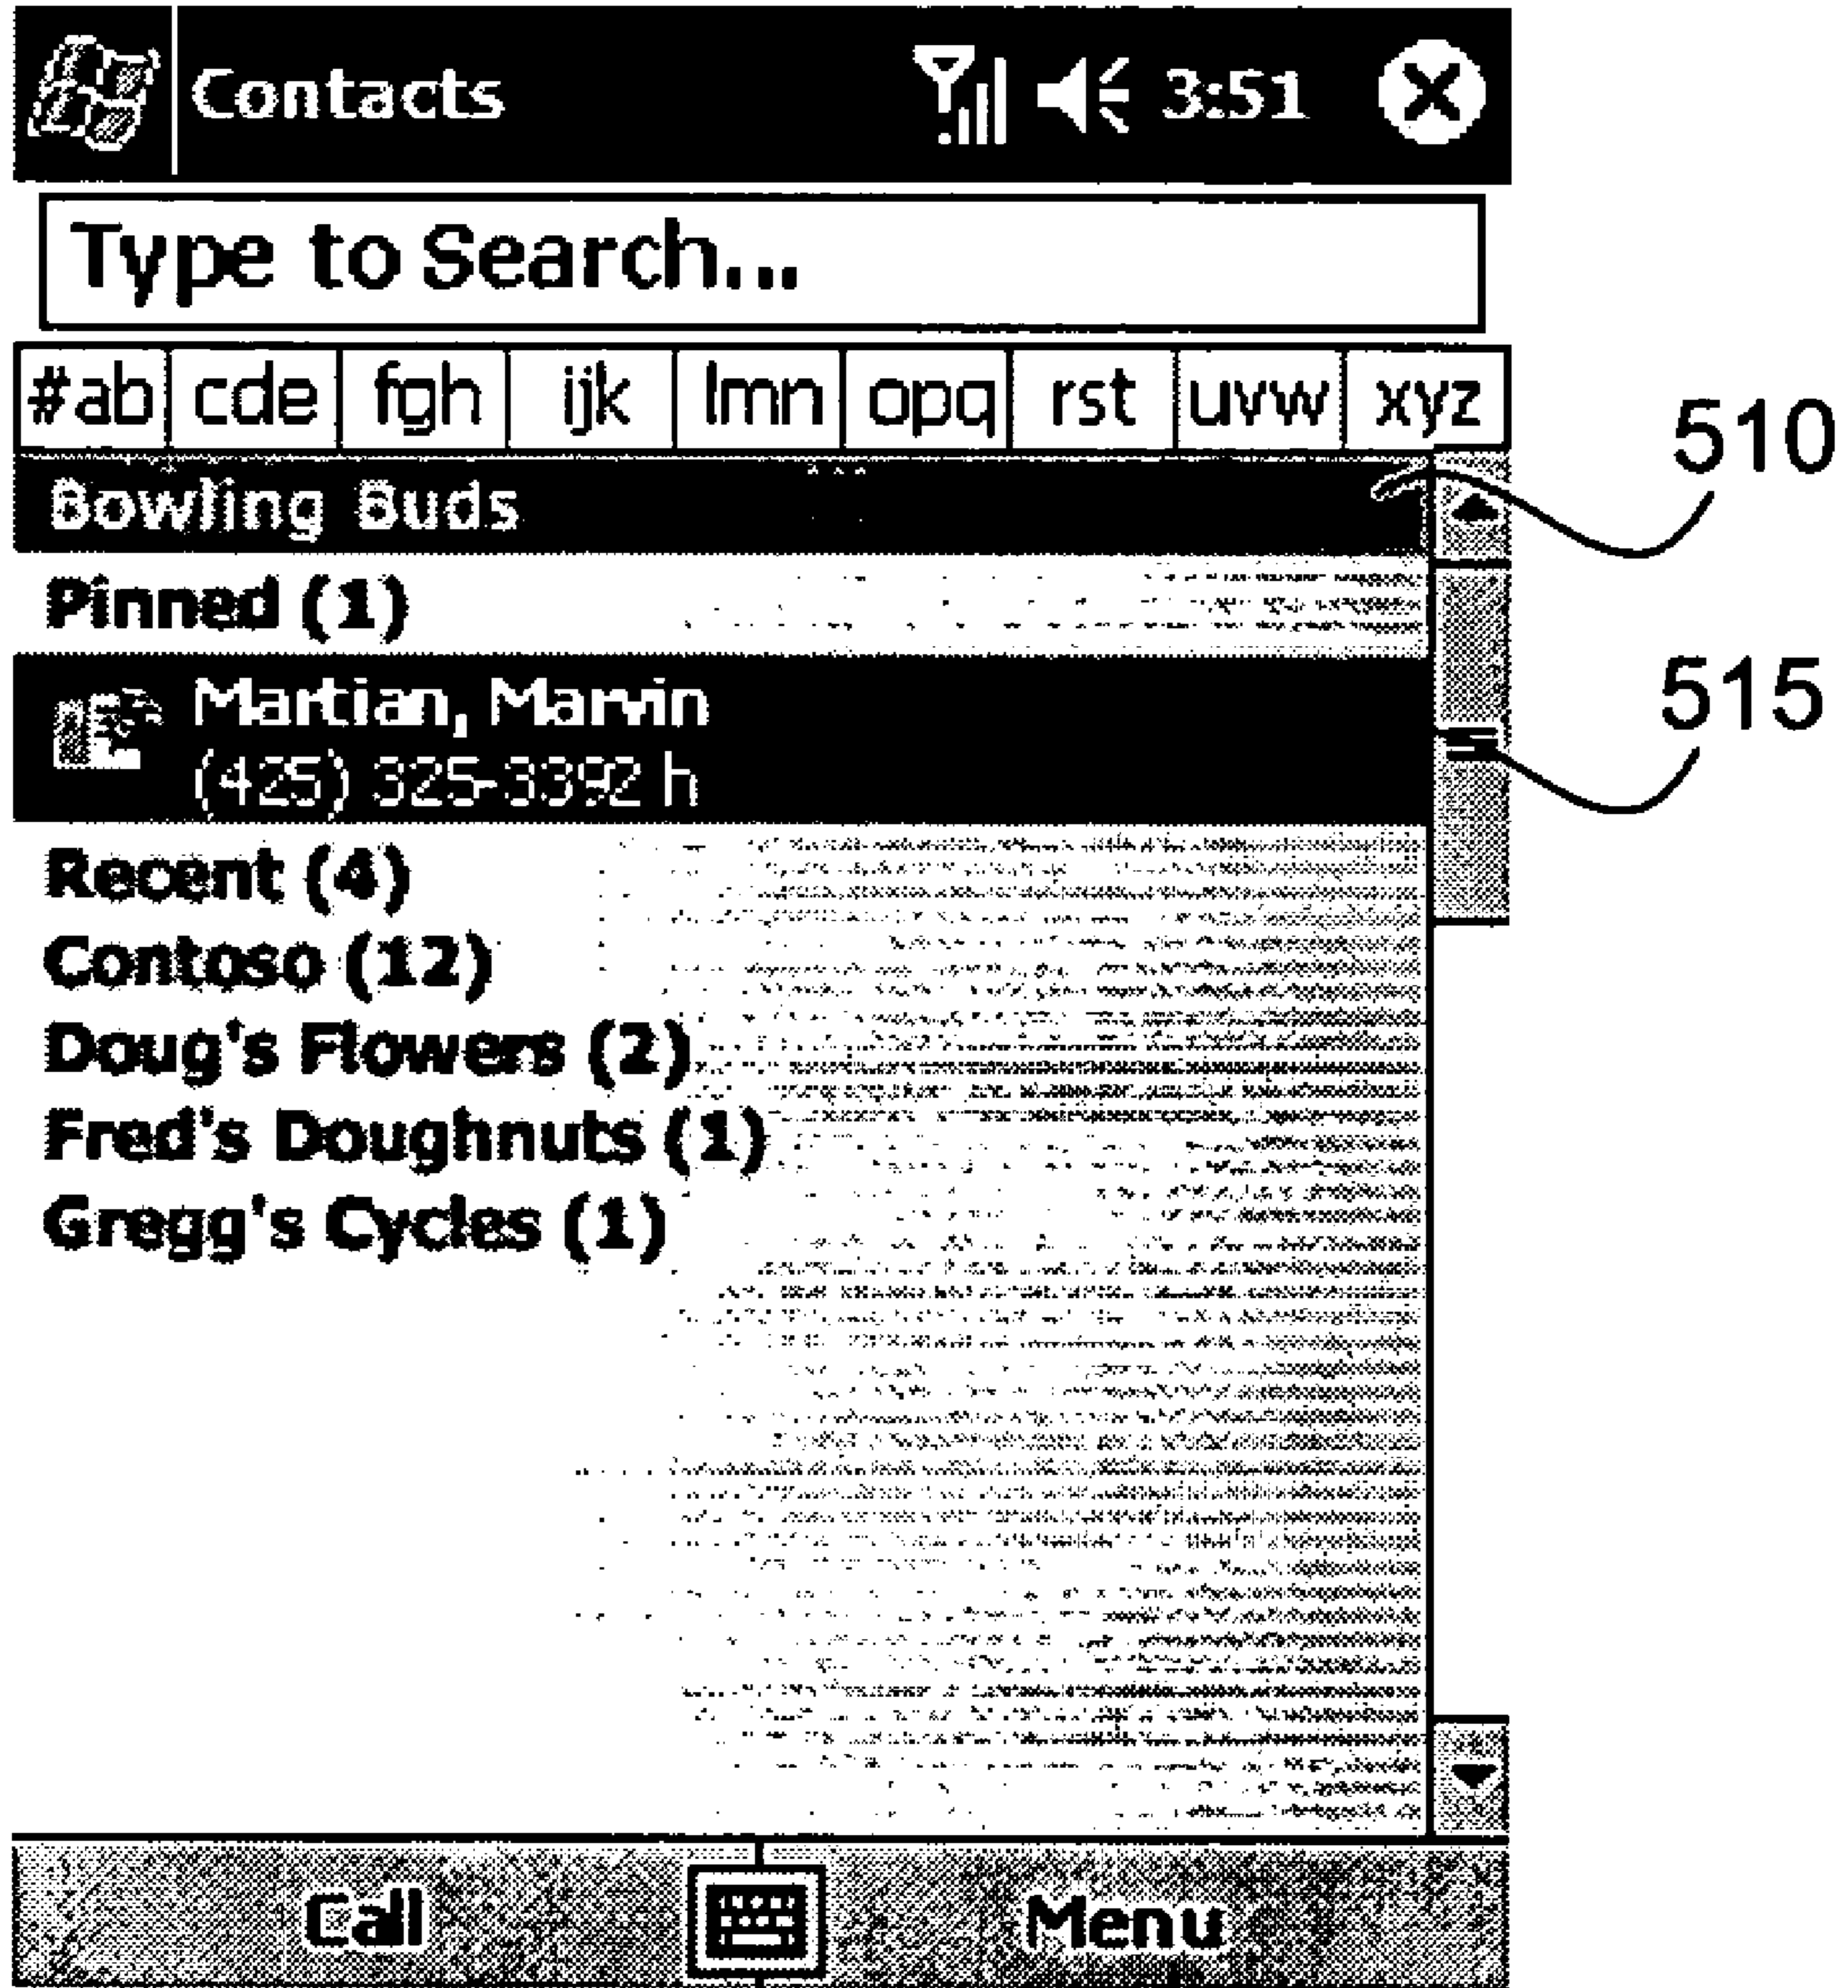 Contacts 3:51
Type to Search...
#ab cde fgh ijk lmn opq rst uvw xyz
510
Bowling Buds
Pinned (1)
515
Martian, Marvin
(425) 325-3392 h
Recent (4)
Contoso (12)
Doug's Flowers (2)
Fred's Doughnuts (1)
Gregg's Cycles (1)
Call Menu